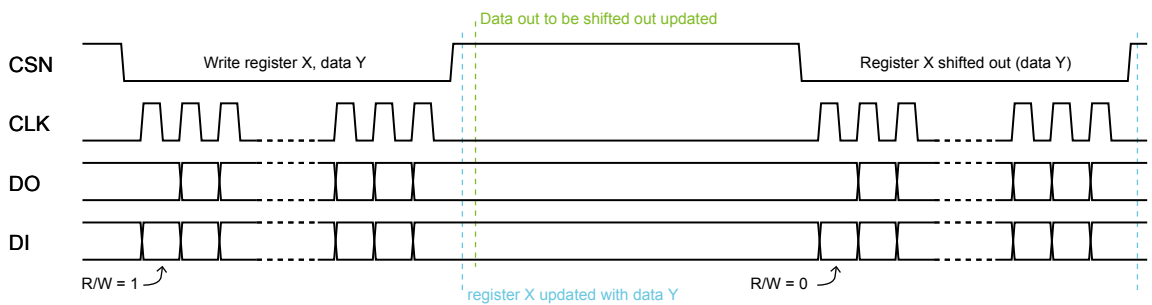 Data out to be shifted out updated
CSN
Write register X, data Y
Register X shifted out (data Y)
CLK
DO
DI
R/W = 1
R/W = 0
register X updated with data Y